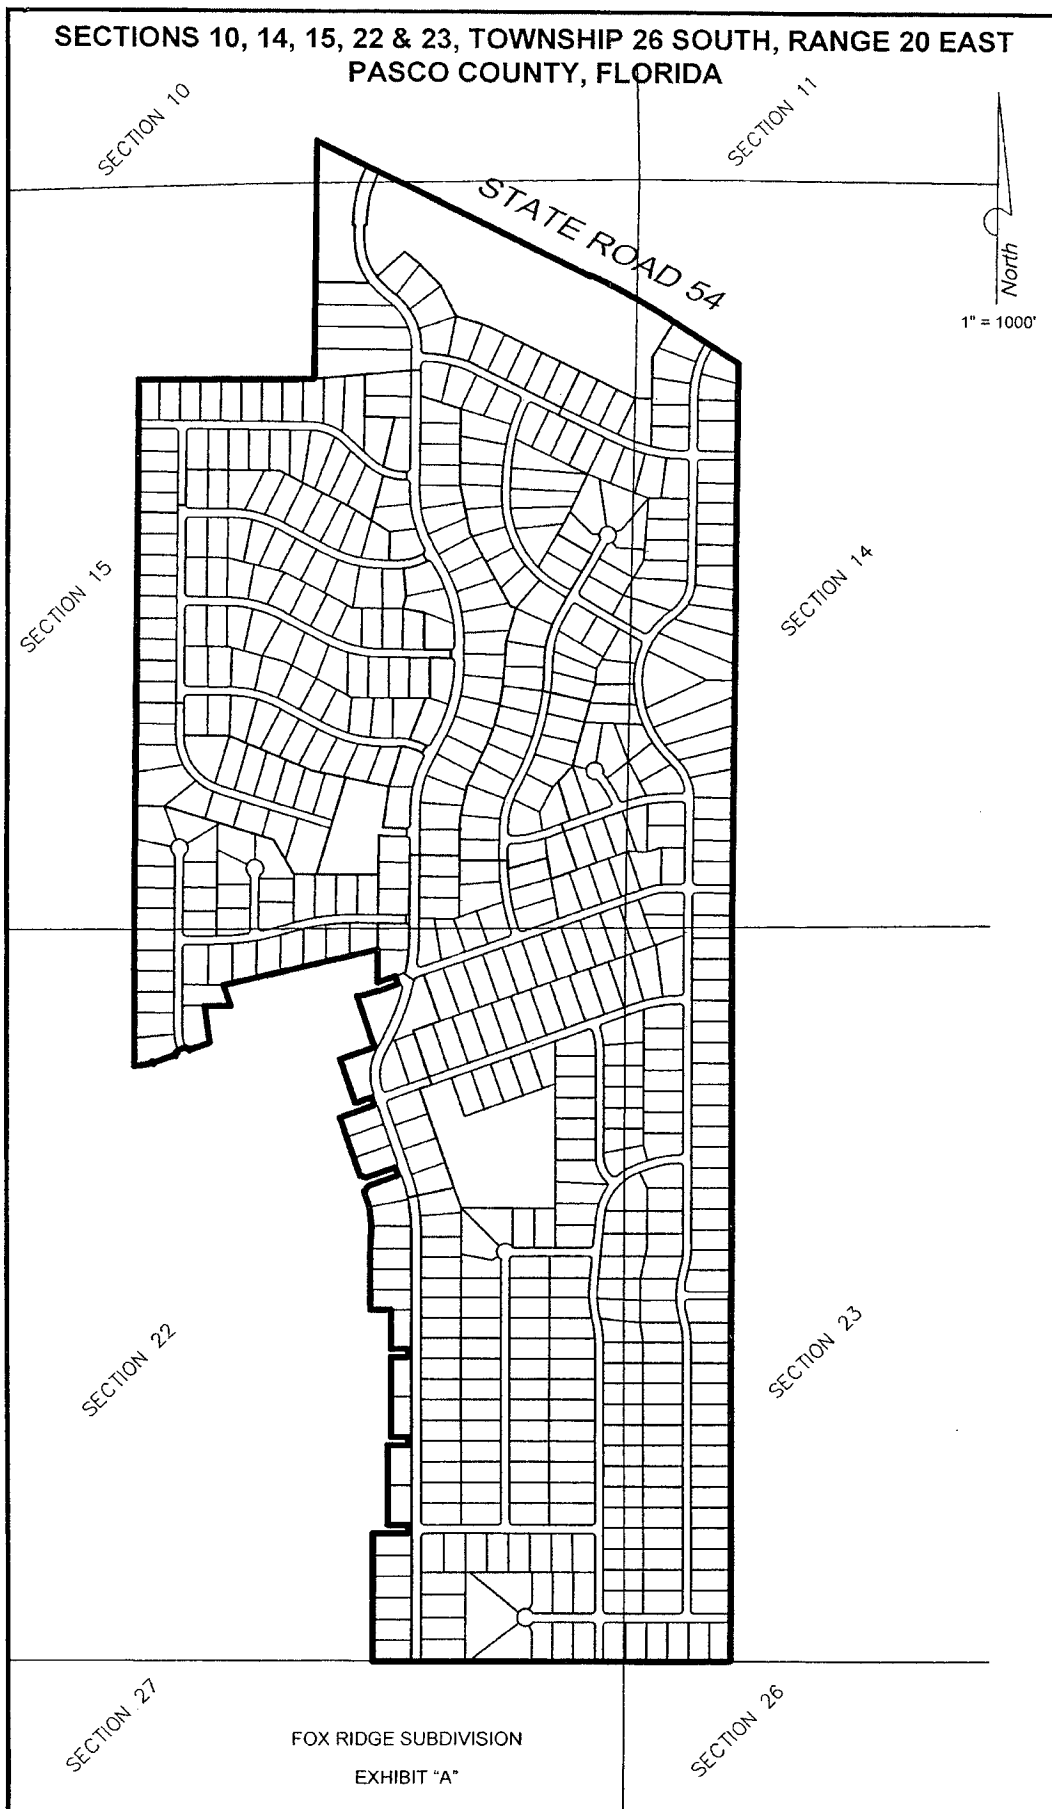 SECTIONS 10, 14, 15, 22 & 23, TOWNSHIP 26 SOUTH, RANGE 20 EAST
PASCO COUNTY, FLORIDA
SECTION 10
SECTION 11
STATE ROAD 54
North
1" = 1000'
SECTION 15
SECTION 14
SECTION 22
SECTION 23
SECTION 27
SECTION 26
FOX RIDGE SUBDIVISION
EXHIBIT "A"